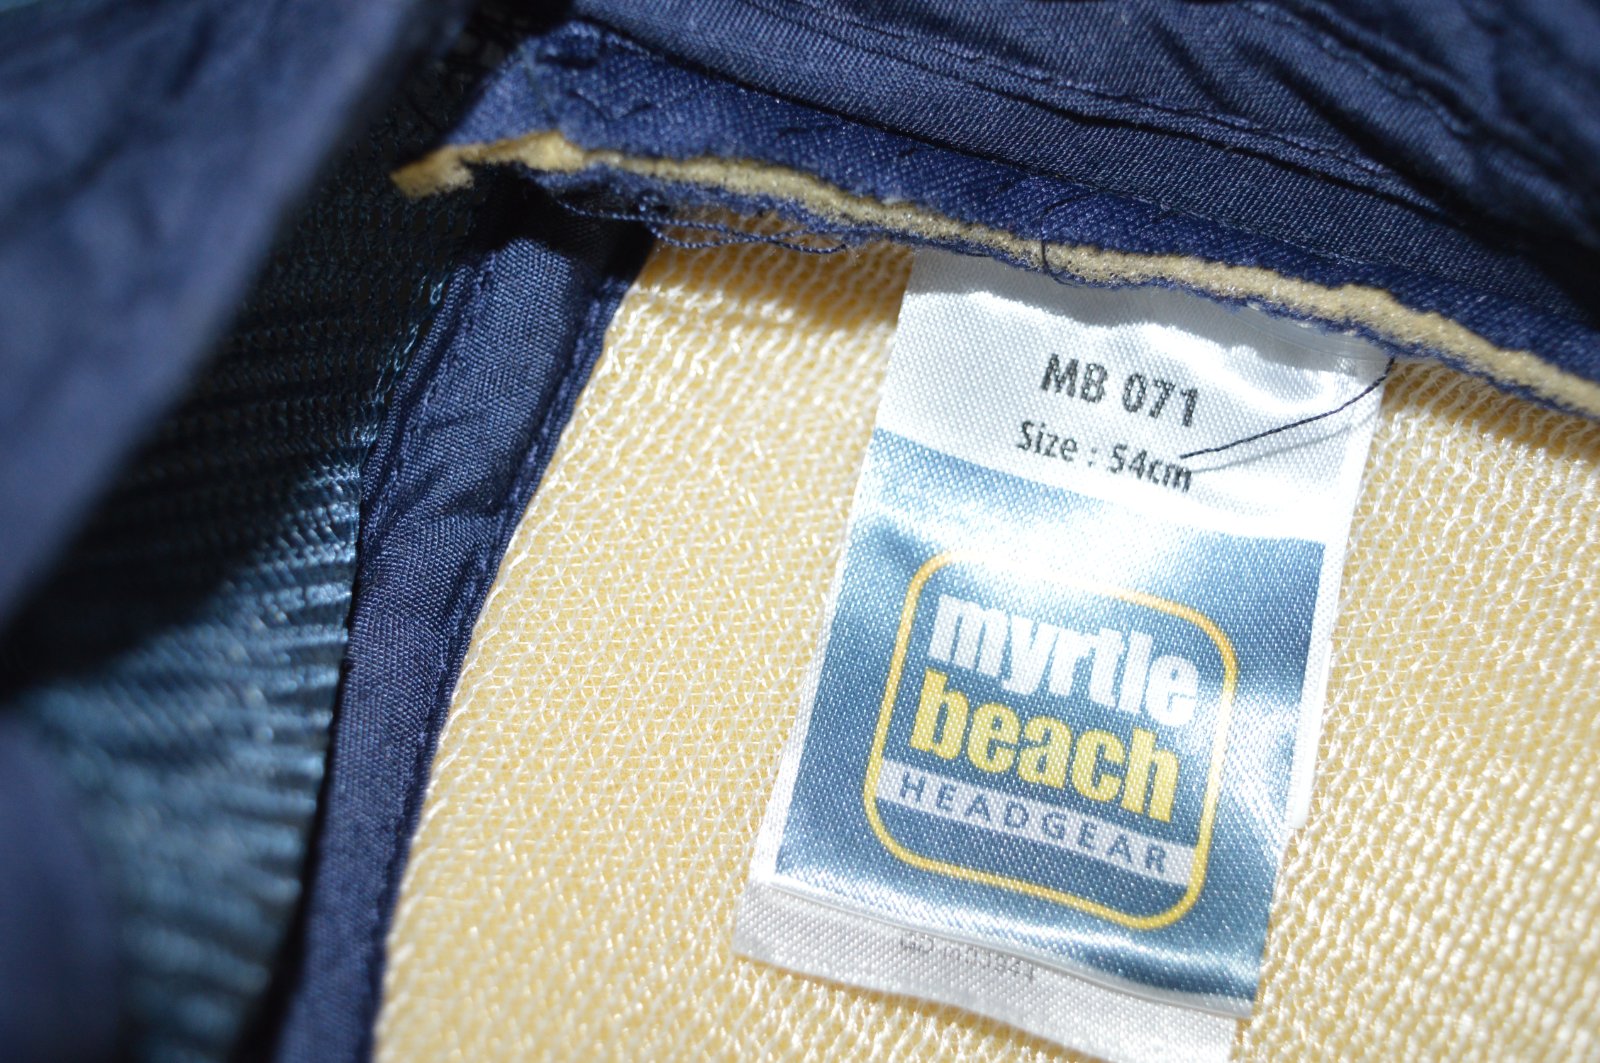 MB 071
Size : 54cm
myrtle
beach
HEADGEAR